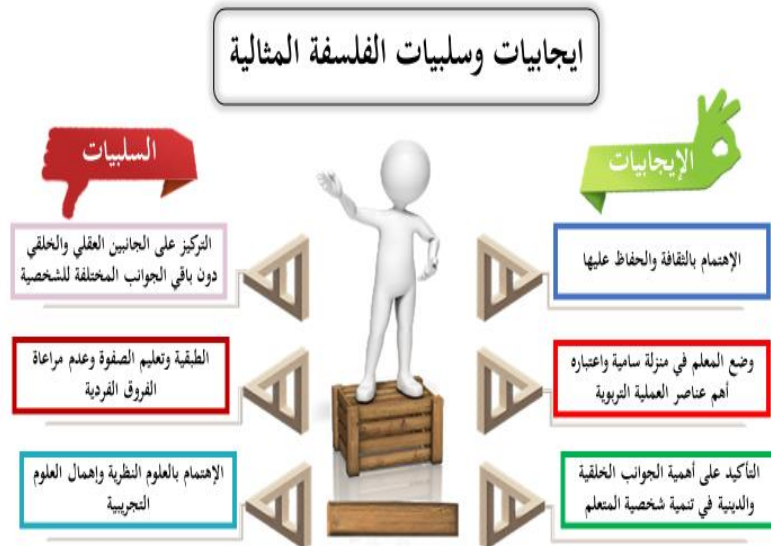 ايجابيات وسلبيات الفلسفة المثالية
الإيجابيات
الإهتمام بالثقافة والحفاظ عليها
وضع المعلم في منزلة سامية واعتباره
أهم عناصر العملية التربوية
التأكيد على أهمية الجوانب الخلقية
والدينية في تنمية شخصية المتعلم
السلبيات
التركيز على الجانبين العقلي والخلقي
دون باقي الجوانب المختلفة للشخصية
الطبقية وتعليم الصفوة وعدم مراعاة
الفروق الفردية
الإهتمام بالعلوم النظرية وإهمال العلوم
التجريبية